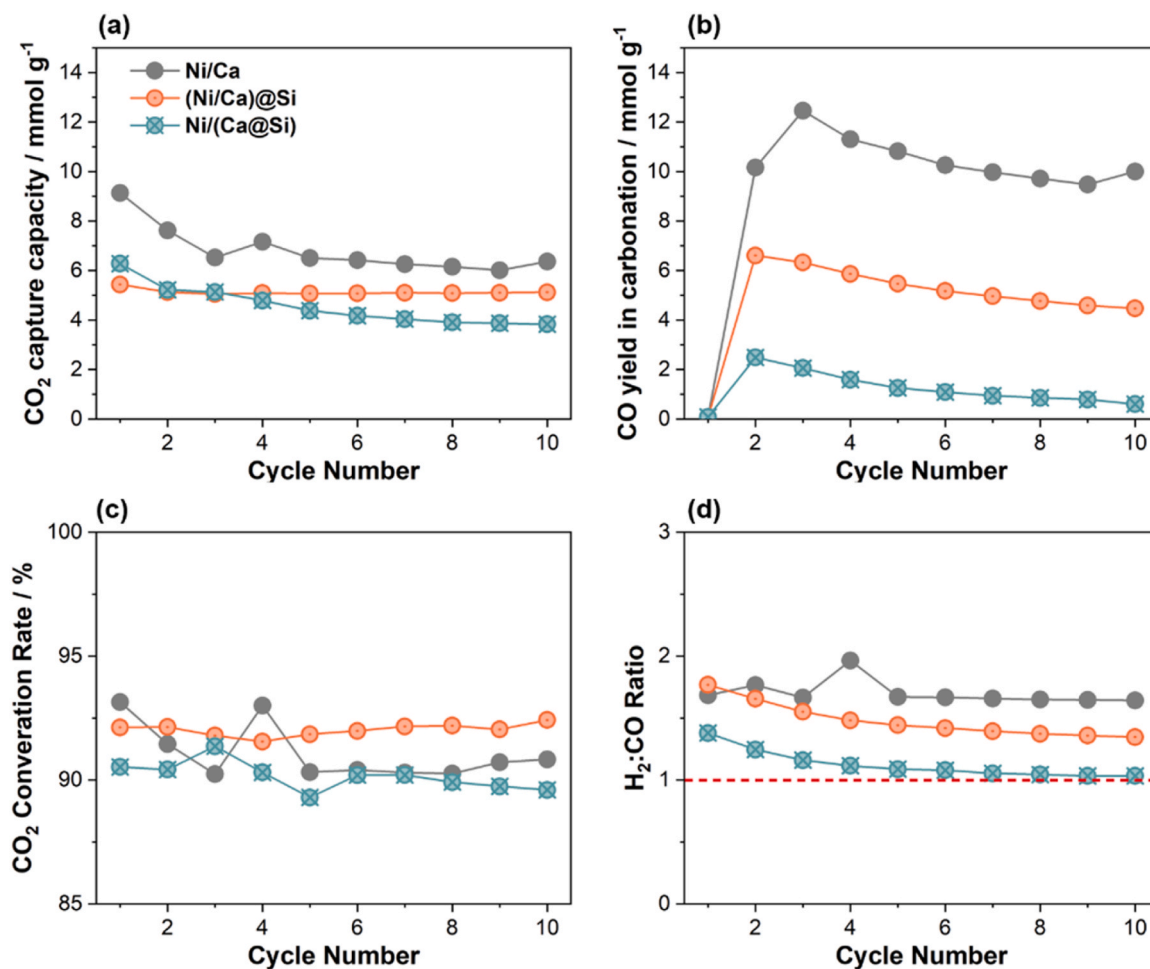 (a)
CO₂ capture capacity / mmol g⁻¹
14
12
10
8
6
4
2
0
Ni/Ca
(Ni/Ca)@Si
Ni/(Ca@Si)
2 4 6 8 10
Cycle Number
(b)
CO yield in carbonation / mmol g⁻¹
14
12
10
8
6
4
2
0
2 4 6 8 10
Cycle Number
(c)
CO₂ Converation Rate / %
100
95
90
85
2 4 6 8 10
Cycle Number
(d)
H₂:CO Ratio
3
2
1
0
2 4 6 8 10
Cycle Number